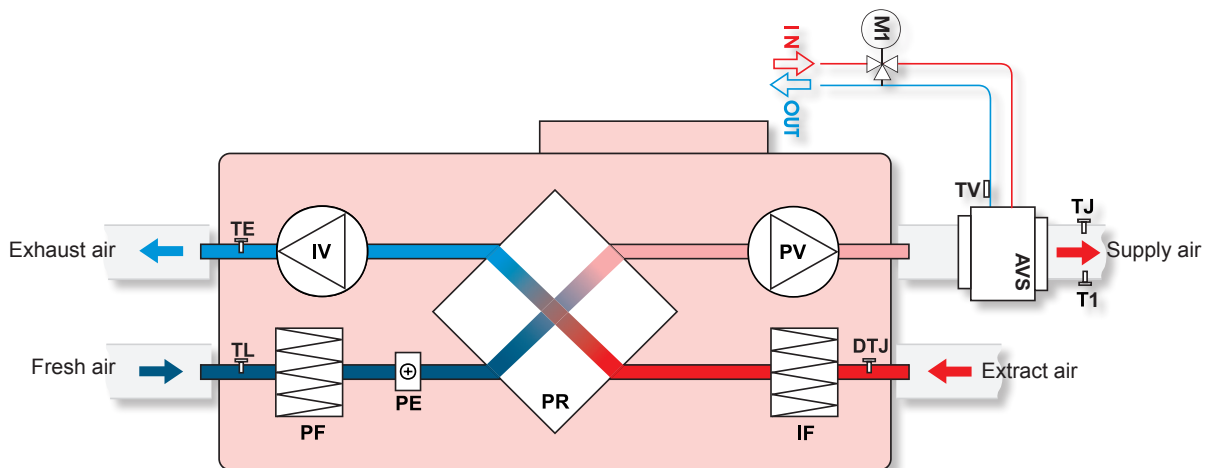 M1
IN
OUT
TV
TJ
TE
IV
PV
Exhaust air
Supply air
AVS
T1
TL
DTJ
Fresh air
Extract air
PE
PR
PF
IF